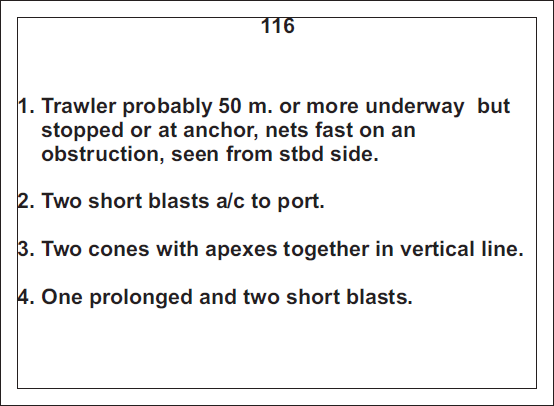 116
1. Trawler probably 50 m. or more underway but
stopped or at anchor, nets fast on an
obstruction, seen from stbd side.
2. Two short blasts a/c to port.
3. Two cones with apexes together in vertical line.
4. One prolonged and two short blasts.